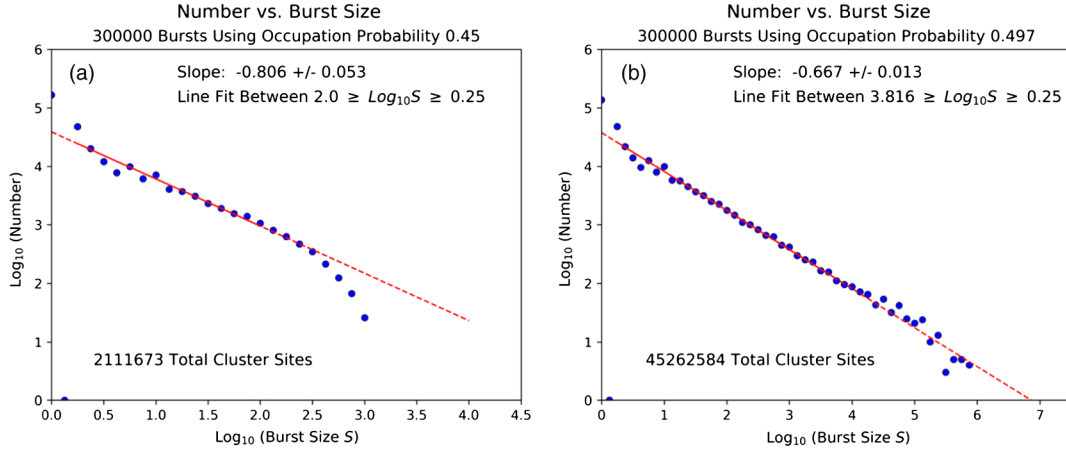 Number vs. Burst Size
300000 Bursts Using Occupation Probability 0.45
(a)
Slope: -0.806 +/- 0.053
Line Fit Between 2.0 ≥ Log10S ≥ 0.25
6
5
4
3
2
1
0
Log10 (Number)
2111673 Total Cluster Sites
0.0 0.5 1.0 1.5 2.0 2.5 3.0 3.5 4.0 4.5
Log10 (Burst Size S)
Number vs. Burst Size
300000 Bursts Using Occupation Probability 0.497
(b)
Slope: -0.667 +/- 0.013
Line Fit Between 3.816 ≥ Log10S ≥ 0.25
6
5
4
3
2
1
0
Log10 (Number)
45262584 Total Cluster Sites
0 1 2 3 4 5 6 7
Log10 (Burst Size S)